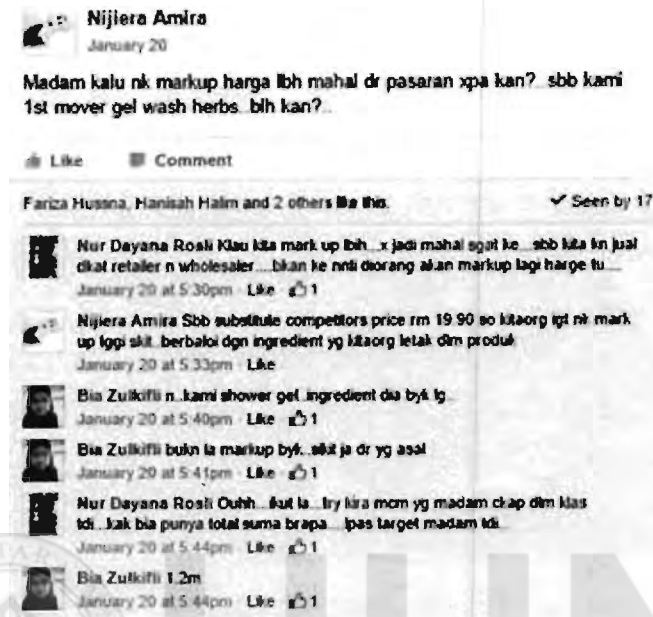 Nijiera Amira
January 20
Madam kalu nk markup harga lbh mahal dr pasaran xpa kan?..sbb kami
1st mover gel wash herbs..blh kan?..
Like Comment
Fariza Husna, Hanisah Halim and 2 others like this. Seen by 17
Nur Dayana Rosli Klau kita mark up lbih...x jadi mahal sgat ke...sbb kita kn jual
dkat retailer n wholesaler....bkan ke nnti diorang akan markup lagi harge tu....
January 20 at 5:30pm · Like 1
Nijiera Amira Sbb substitute competitors price rm 19.90 so kitaorg igt nk mark
up tggi skit..berbaloi dgn ingredient yg kitaorg letak dlm produk
January 20 at 5:33pm · Like
Bia Zulkifli n..kami shower gel..ingredient dia byk lg..
January 20 at 5:40pm · Like 1
Bia Zulkifli bukn la markup byk..sikit ja dr yg asal
January 20 at 5:41pm · Like 1
Nur Dayana Rosli Ouhh...ikut la...try kira mcm yg madam ckap dlm klas
tdi...kak bia punya total suma brapa....lpas target madam tdi...
January 20 at 5:44pm · Like 1
Bia Zulkifli 1.2m
January 20 at 5:44pm · Like 1